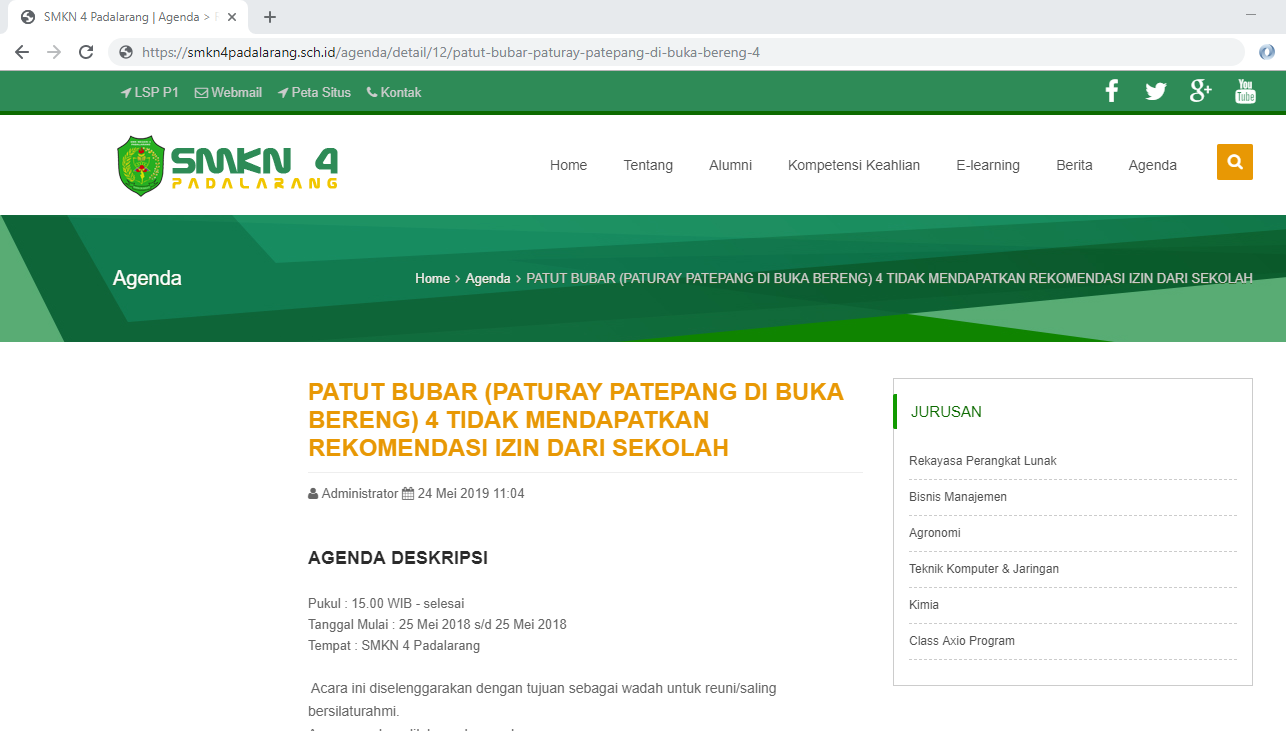 SMKN 4 Padalarang | Agenda >
https://smkn4padalarang.sch.id/agenda/detail/12/patut-bubar-paturay-patepang-di-buka-bereng-4
LSP P1 Webmail Peta Situs Kontak
You
Tube
SMKN 4
PADALARANG
Home Tentang Alumni Kompetensi Keahlian E-learning Berita Agenda
Agenda
Home > Agenda > PATUT BUBAR (PATURAY PATEPANG DI BUKA BERENG) 4 TIDAK MENDAPATKAN REKOMENDASI IZIN DARI SEKOLAH
PATUT BUBAR (PATURAY PATEPANG DI BUKA
BERENG) 4 TIDAK MENDAPATKAN
REKOMENDASI IZIN DARI SEKOLAH
Administrator 24 Mei 2019 11:04
AGENDA DESKRIPSI
Pukul : 15.00 WIB - selesai
Tanggal Mulai : 25 Mei 2018 s/d 25 Mei 2018
Tempat : SMKN 4 Padalarang
Acara ini diselenggarakan dengan tujuan sebagai wadah untuk reuni/saling
bersilaturahmi.
JURUSAN
Rekayasa Perangkat Lunak
Bisnis Manajemen
Agronomi
Teknik Komputer & Jaringan
Kimia
Class Axio Program